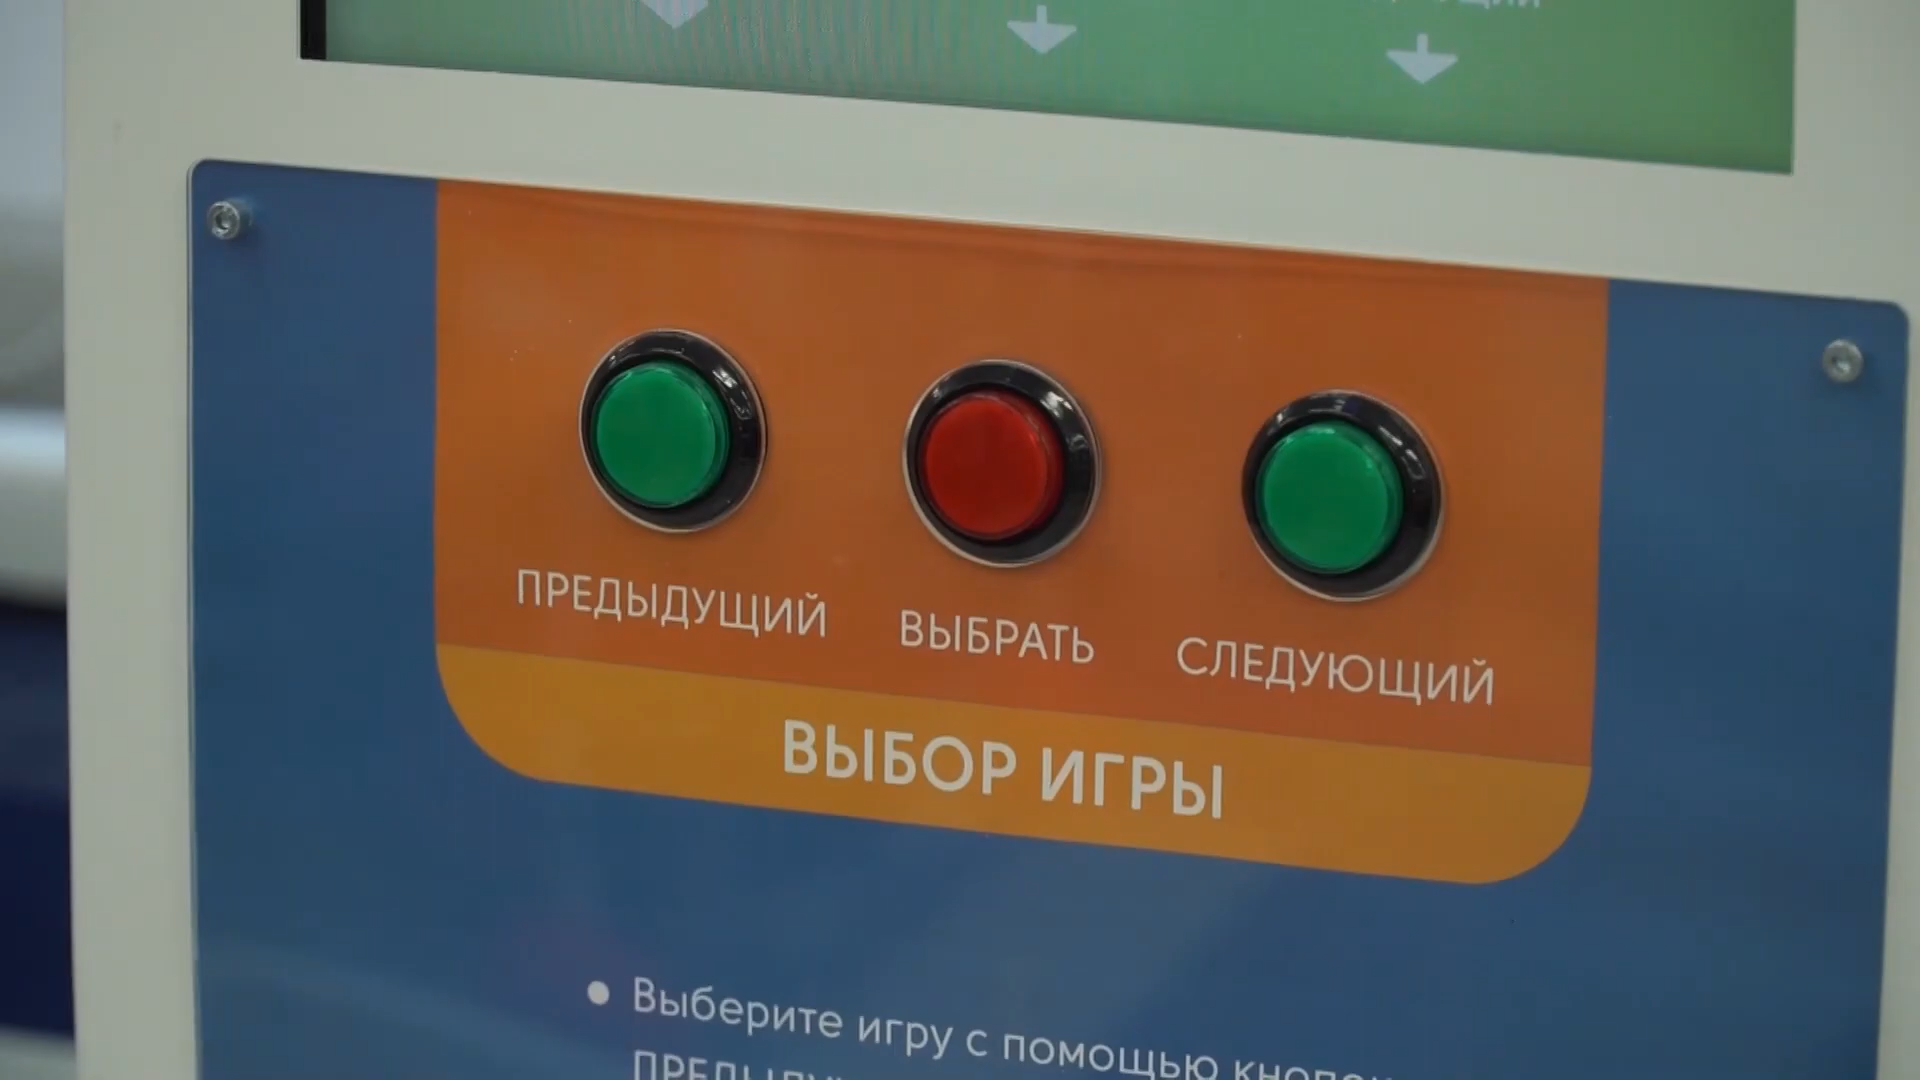 ПРЕДЫДУЩИЙ
ВЫБРАТЬ
СЛЕДУЮЩИЙ
ВЫБОР ИГРЫ
• Выберите игру с помощью